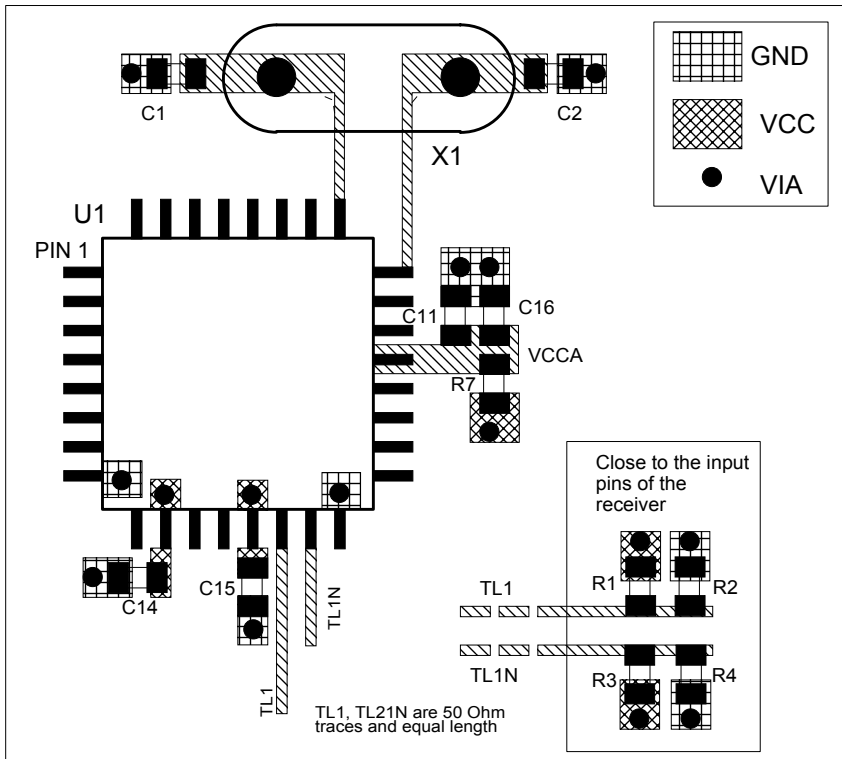 GND
C1
C2
X1
VCC
VIA
U1
PIN 1
C11
C16
VCCA
R7
Close to the input
pins of the
receiver
C14
C15
TL1N
TL1
TL1
R1
R2
TL1N
R3
R4
TL1, TL21N are 50 Ohm
traces and equal length